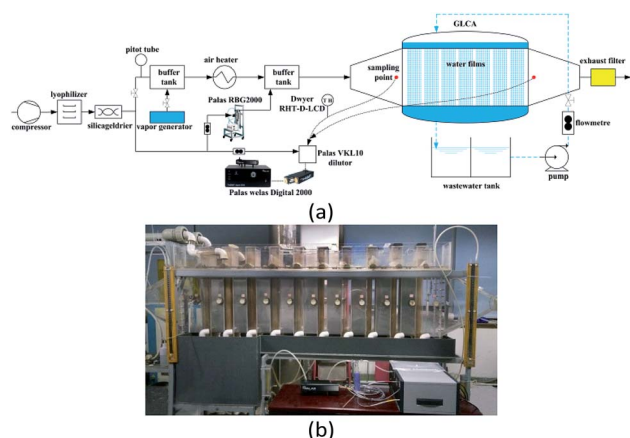 GLCA
pitot tube
buffer
tank
air heater
buffer
tank
sampling
point
water films
exhaust filter
Dwyer
RHT-D-LCD
TH
Palas RBG2000
lyophilizer
compressor
silicageldrier
vapor generator
Palas VKL10
dilutor
flowmetre
Palas welas Digital 2000
wastewater tank
pump
(a)
(b)